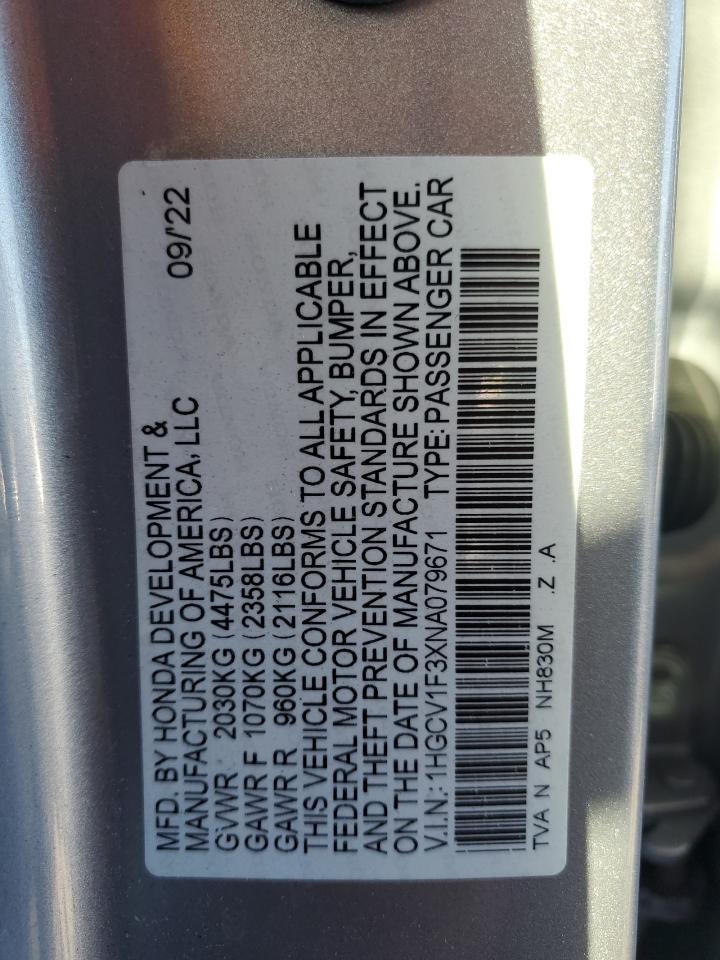 MFD. BY HONDA DEVELOPMENT &
MANUFACTURING OF AMERICA, LLC 09/'22
GVWR 2030KG (4475LBS)
GAWR F 1070KG (2358LBS)
GAWR R 960KG (2116LBS)
THIS VEHICLE CONFORMS TO ALL APPLICABLE
FEDERAL MOTOR VEHICLE SAFETY, BUMPER,
AND THEFT PREVENTION STANDARDS IN EFFECT
ON THE DATE OF MANUFACTURE SHOWN ABOVE.
V.I.N.: 1HGCV1F3XNA079671 TYPE: PASSENGER CAR
TVA N AP5 NH830M .Z .A